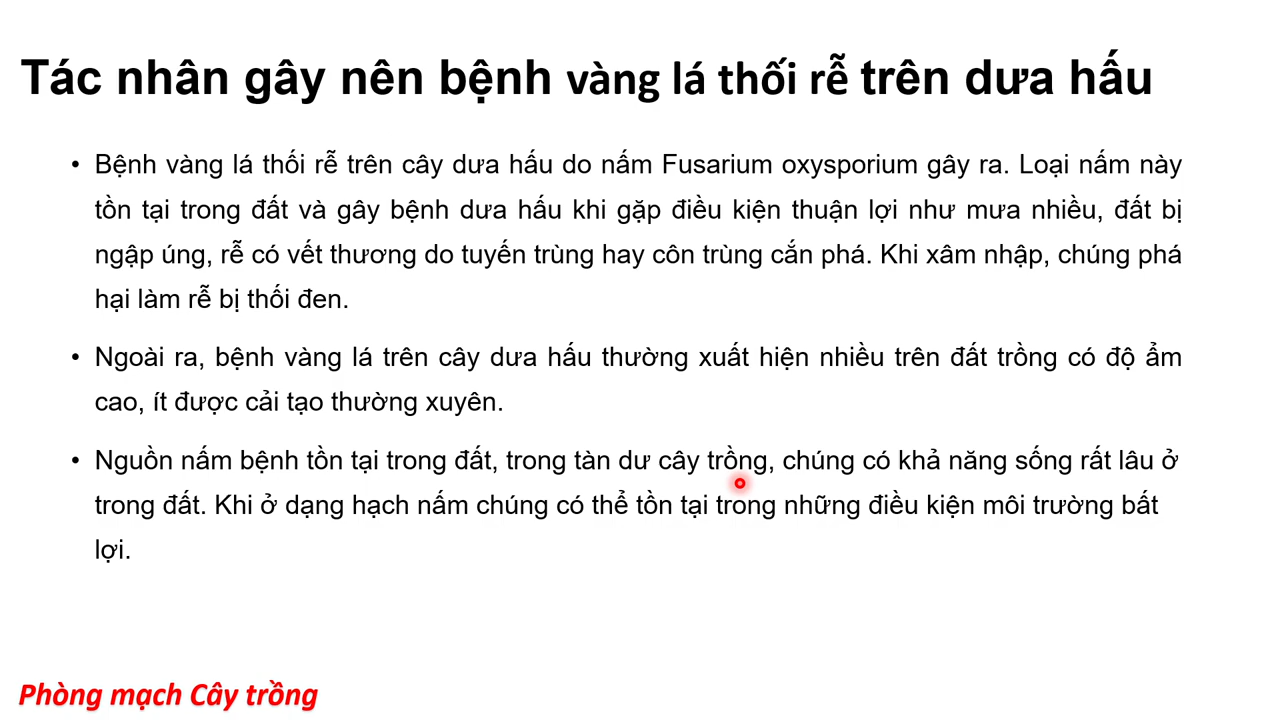 Tác nhân gây nên bệnh vàng lá thối rễ trên dưa hấu
• Bệnh vàng lá thối rễ trên cây dưa hấu do nấm Fusarium oxysporium gây ra. Loại nấm này
tồn tại trong đất và gây bệnh dưa hấu khi gặp điều kiện thuận lợi như mưa nhiều, đất bị
ngập úng, rễ có vết thương do tuyến trùng hay côn trùng cắn phá. Khi xâm nhập, chúng phá
hại làm rễ bị thối đen.
• Ngoài ra, bệnh vàng lá trên cây dưa hấu thường xuất hiện nhiều trên đất trồng có độ ẩm
cao, ít được cải tạo thường xuyên.
• Nguồn nấm bệnh tồn tại trong đất, trong tàn dư cây trồng, chúng có khả năng sống rất lâu ở
trong đất. Khi ở dạng hạch nấm chúng có thể tồn tại trong những điều kiện môi trường bất
lợi.
Phòng mạch Cây trồng